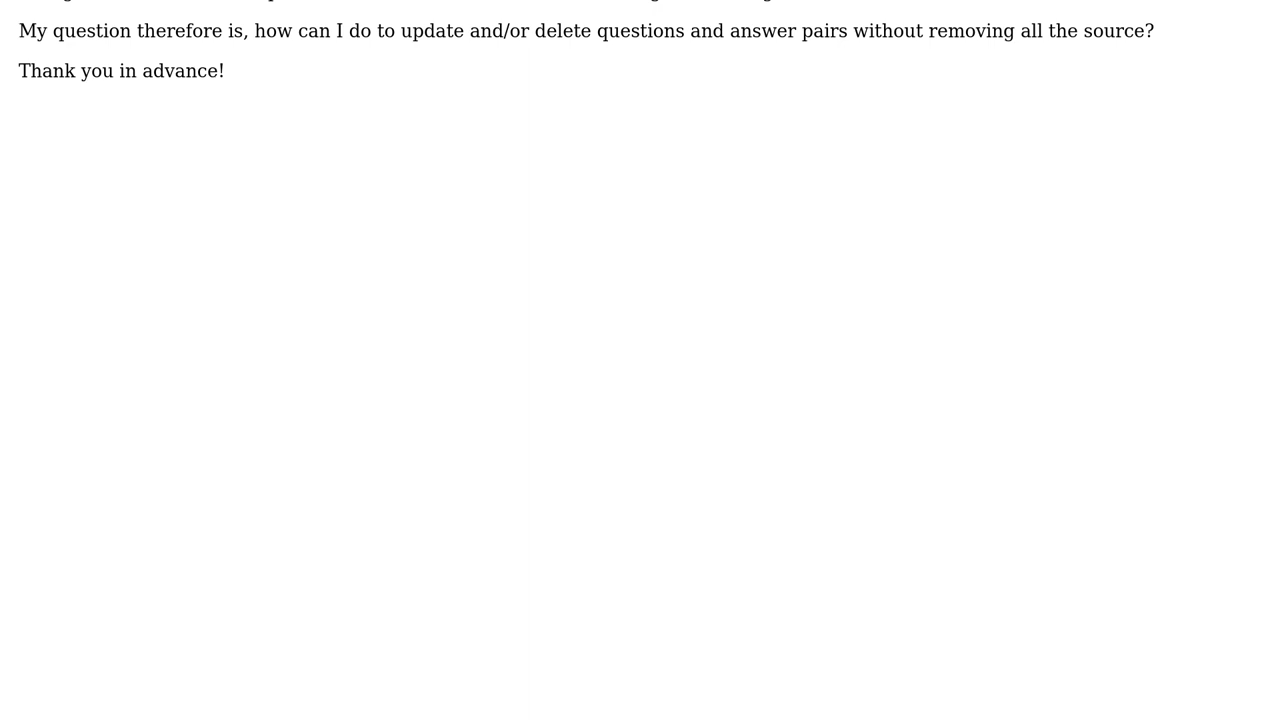 My question therefore is, how can I do to update and/or delete questions and answer pairs without removing all the source?
Thank you in advance!